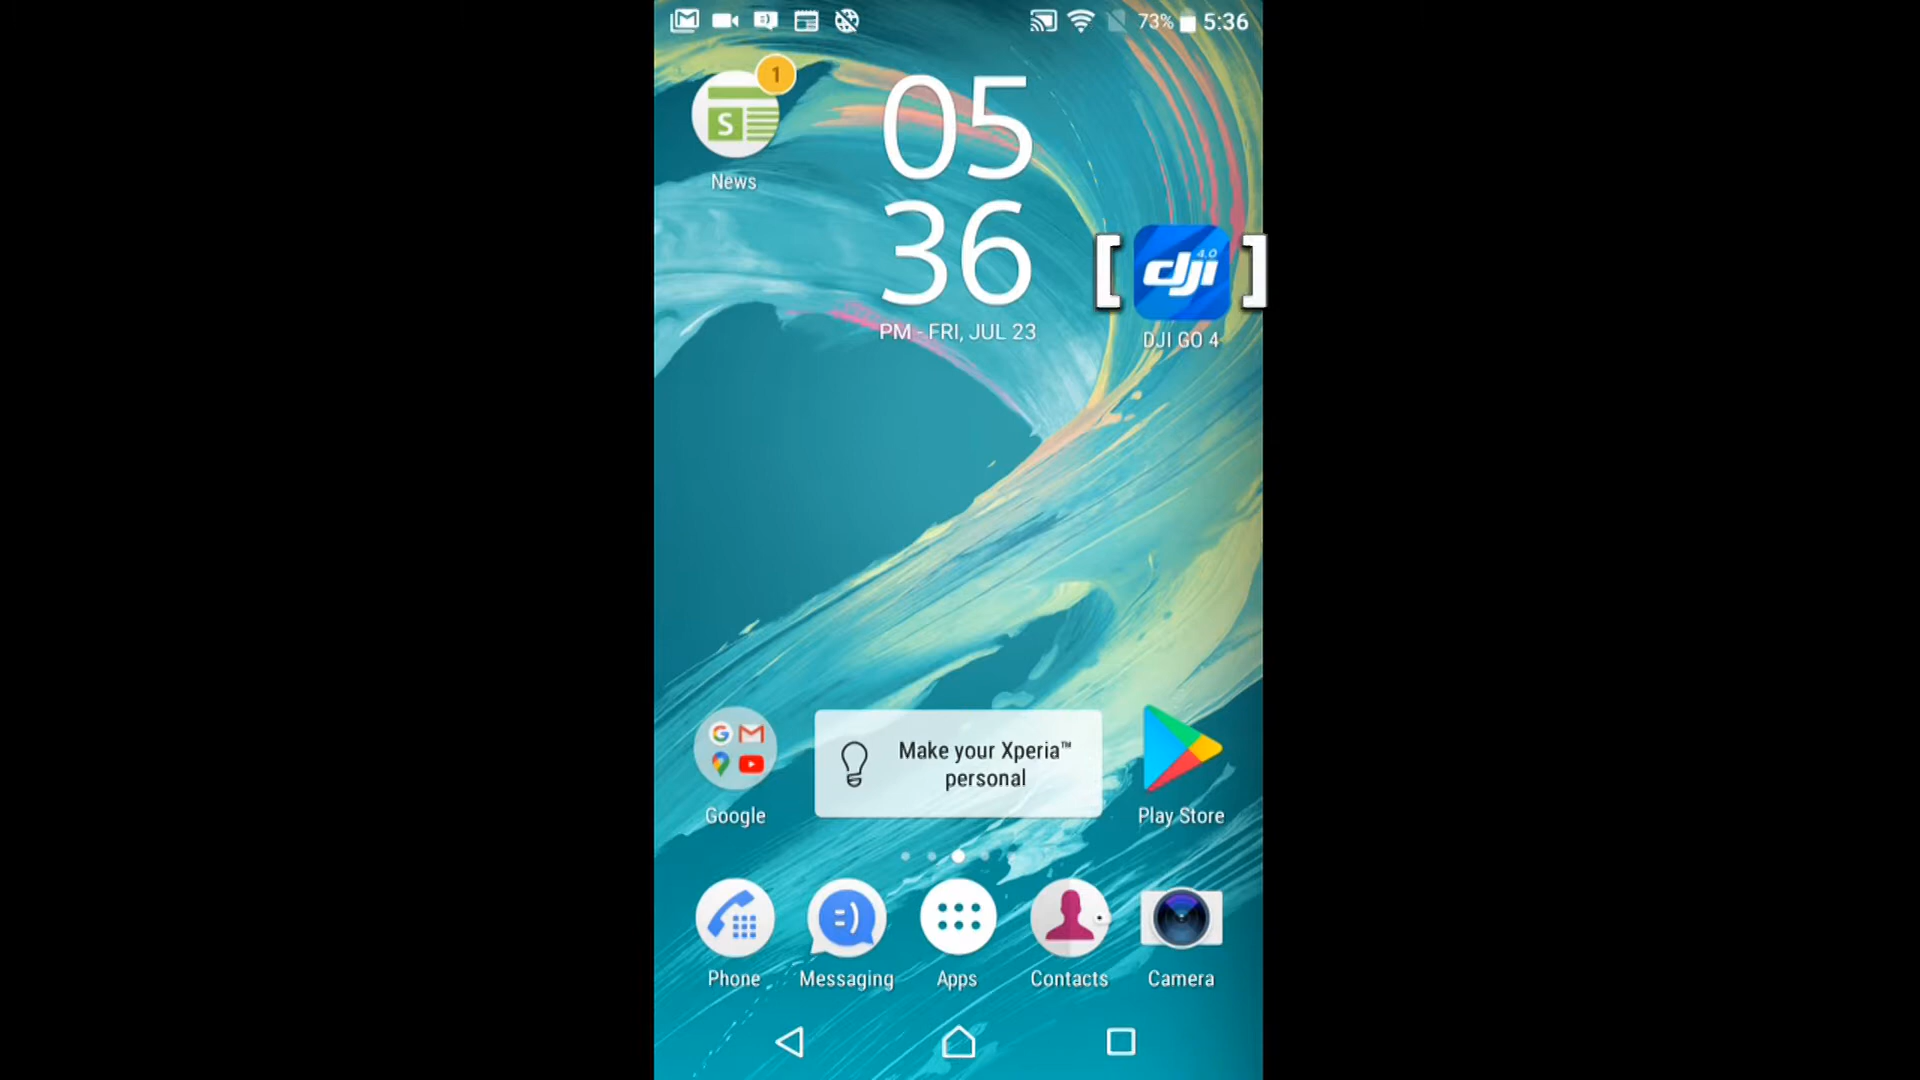 73% 5:36
1
S
News
05
36
PM - FRI, JUL 23
[ dji 4.0 ]
DJI GO 4
G
Make your Xperia™
personal
Google
Play Store
Phone
Messaging
Apps
Contacts
Camera